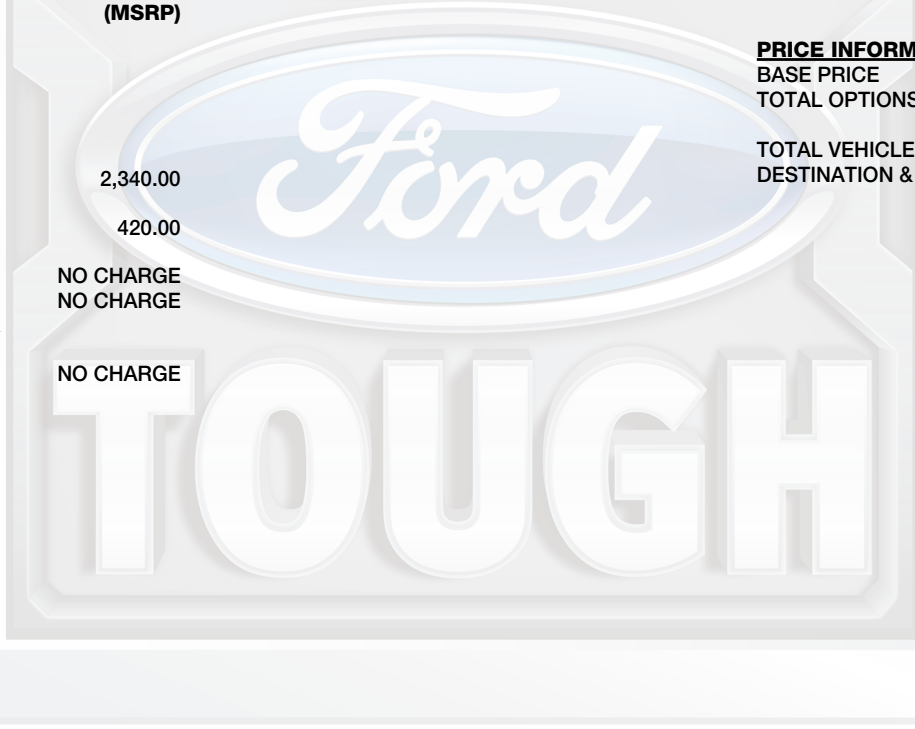 (MSRP)
2,340.00
420.00
NO CHARGE
NO CHARGE
NO CHARGE
PRICE INFORM
BASE PRICE
TOTAL OPTIONS
TOTAL VEHICLE
DESTINATION &
Ford
TOUGH